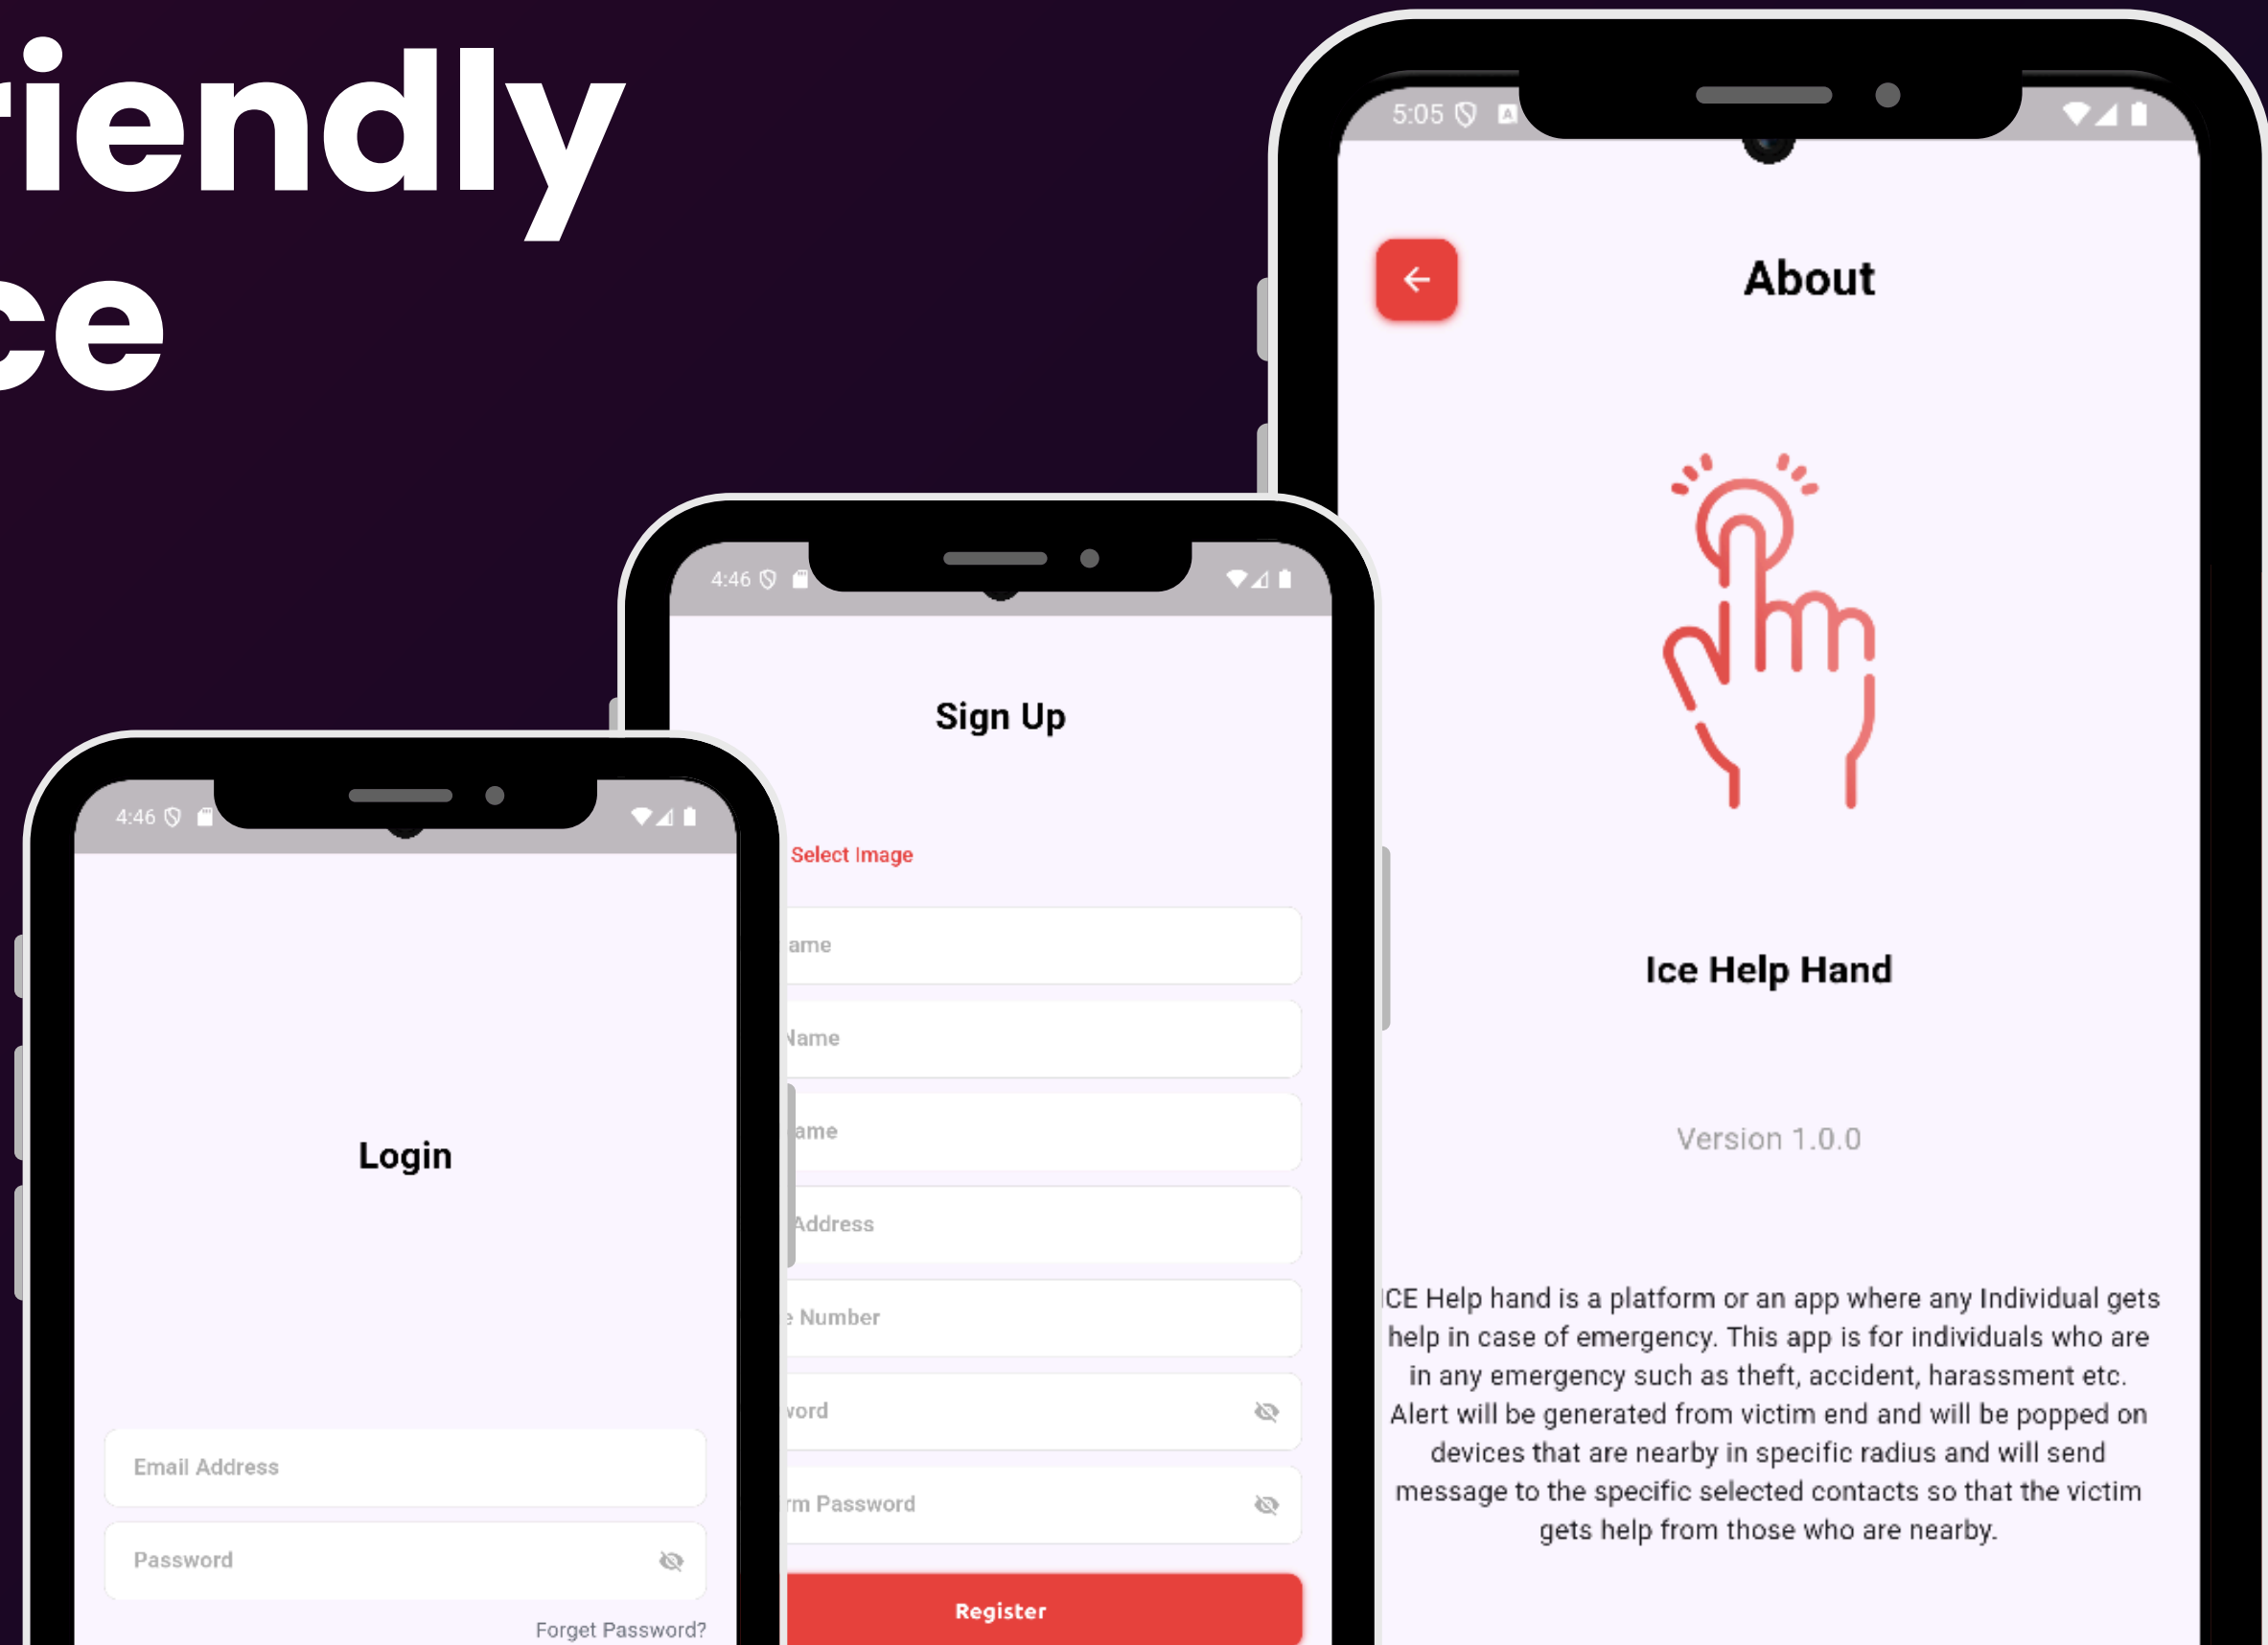 riendly
ce
5:05
About
Ice Help Hand
Version 1.0.0
ICE Help hand is a platform or an app where any Individual gets
help in case of emergency. This app is for individuals who are
in any emergency such as theft, accident, harassment etc.
Alert will be generated from victim end and will be popped on
devices that are nearby in specific radius and will send
message to the specific selected contacts so that the victim
gets help from those who are nearby.
4:46
Sign Up
Select Image
ame
Name
ame
Address
e Number
word
rm Password
Register
4:46
Login
Email Address
Password
Forget Password?